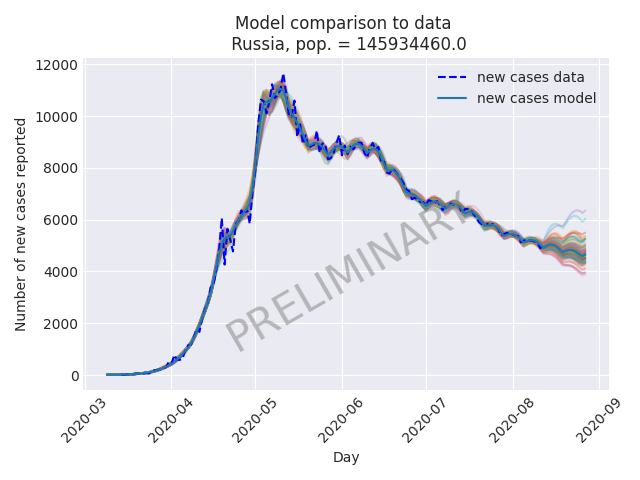 Model comparison to data
Russia, pop. = 145934460.0
12000
10000
8000
6000
4000
2000
0
Number of new cases reported
new cases data
new cases model
PRELIMINARY
2020-03
2020-04
2020-05
2020-06
2020-07
2020-08
2020-09
Day